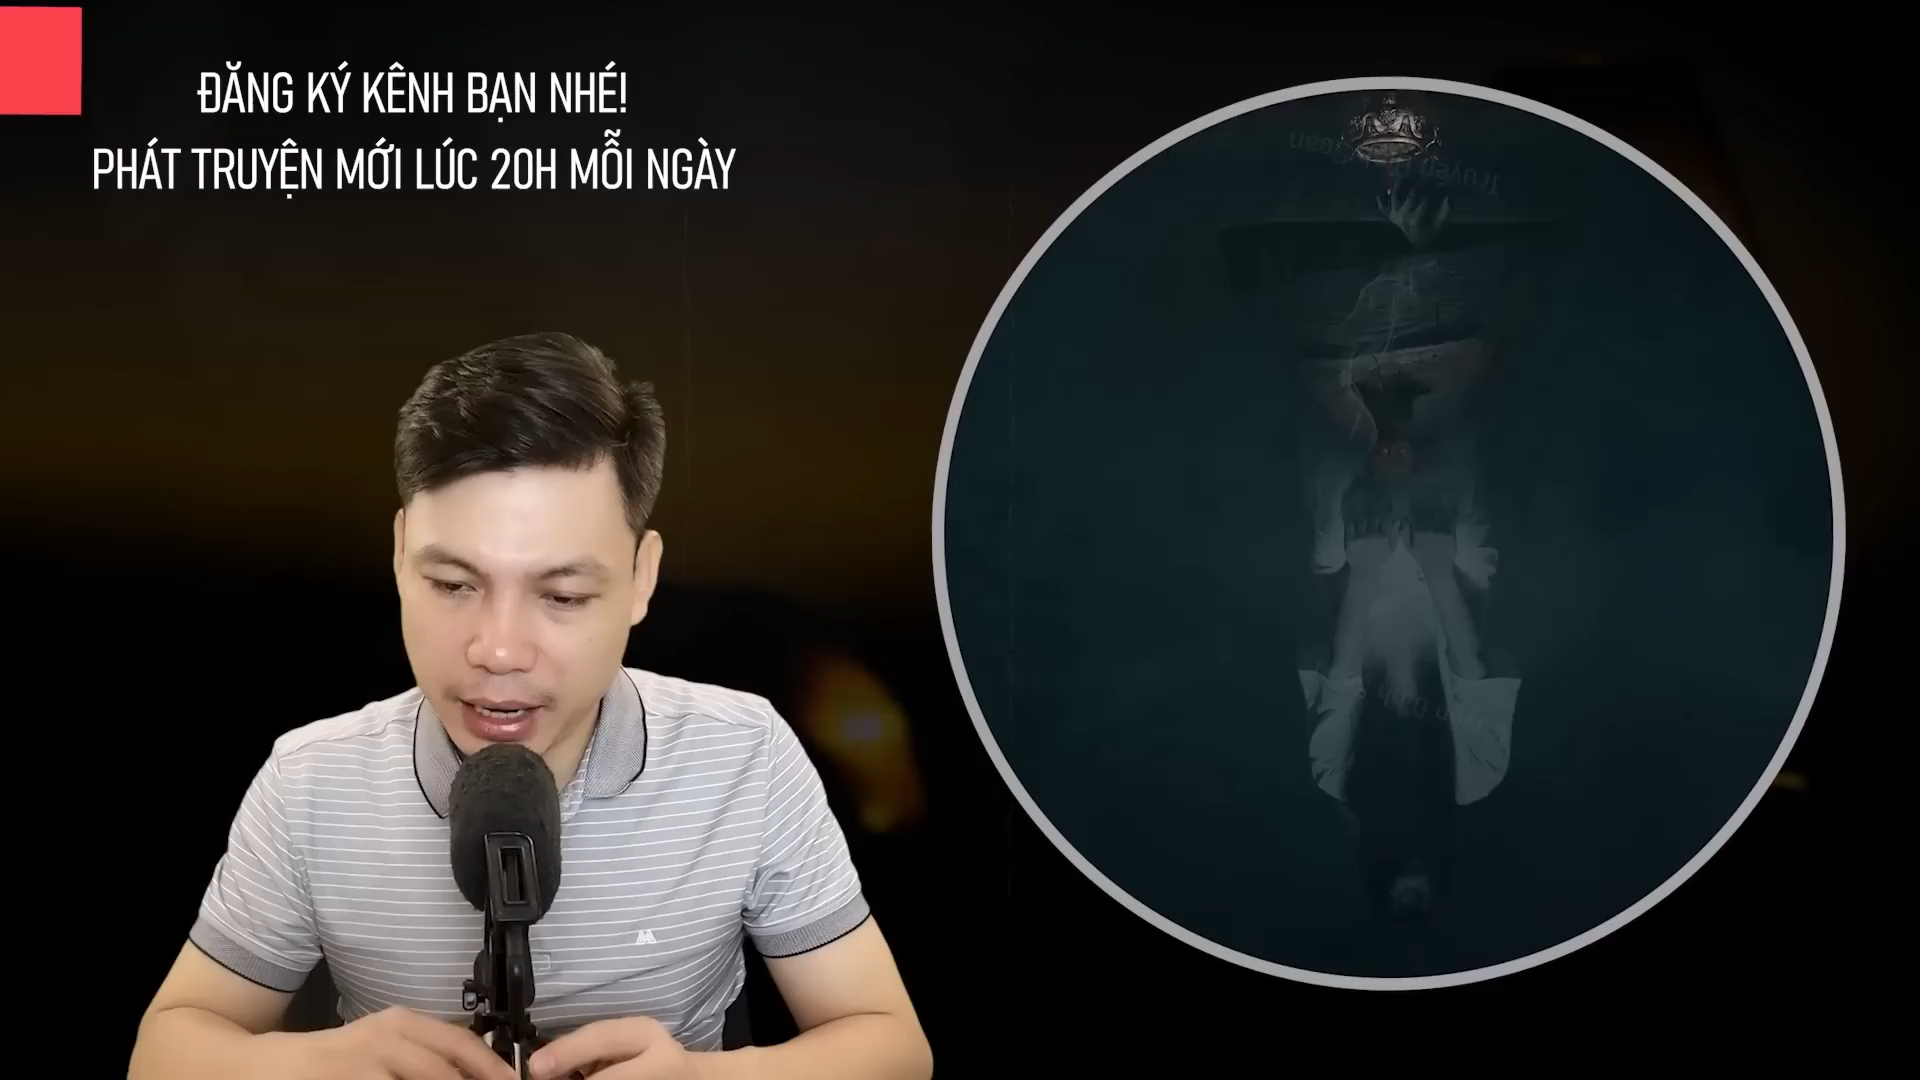 ĐĂNG KÝ KÊNH BẠN NHÉ!
PHÁT TRUYỆN MỚI LÚC 20H MỖI NGÀY